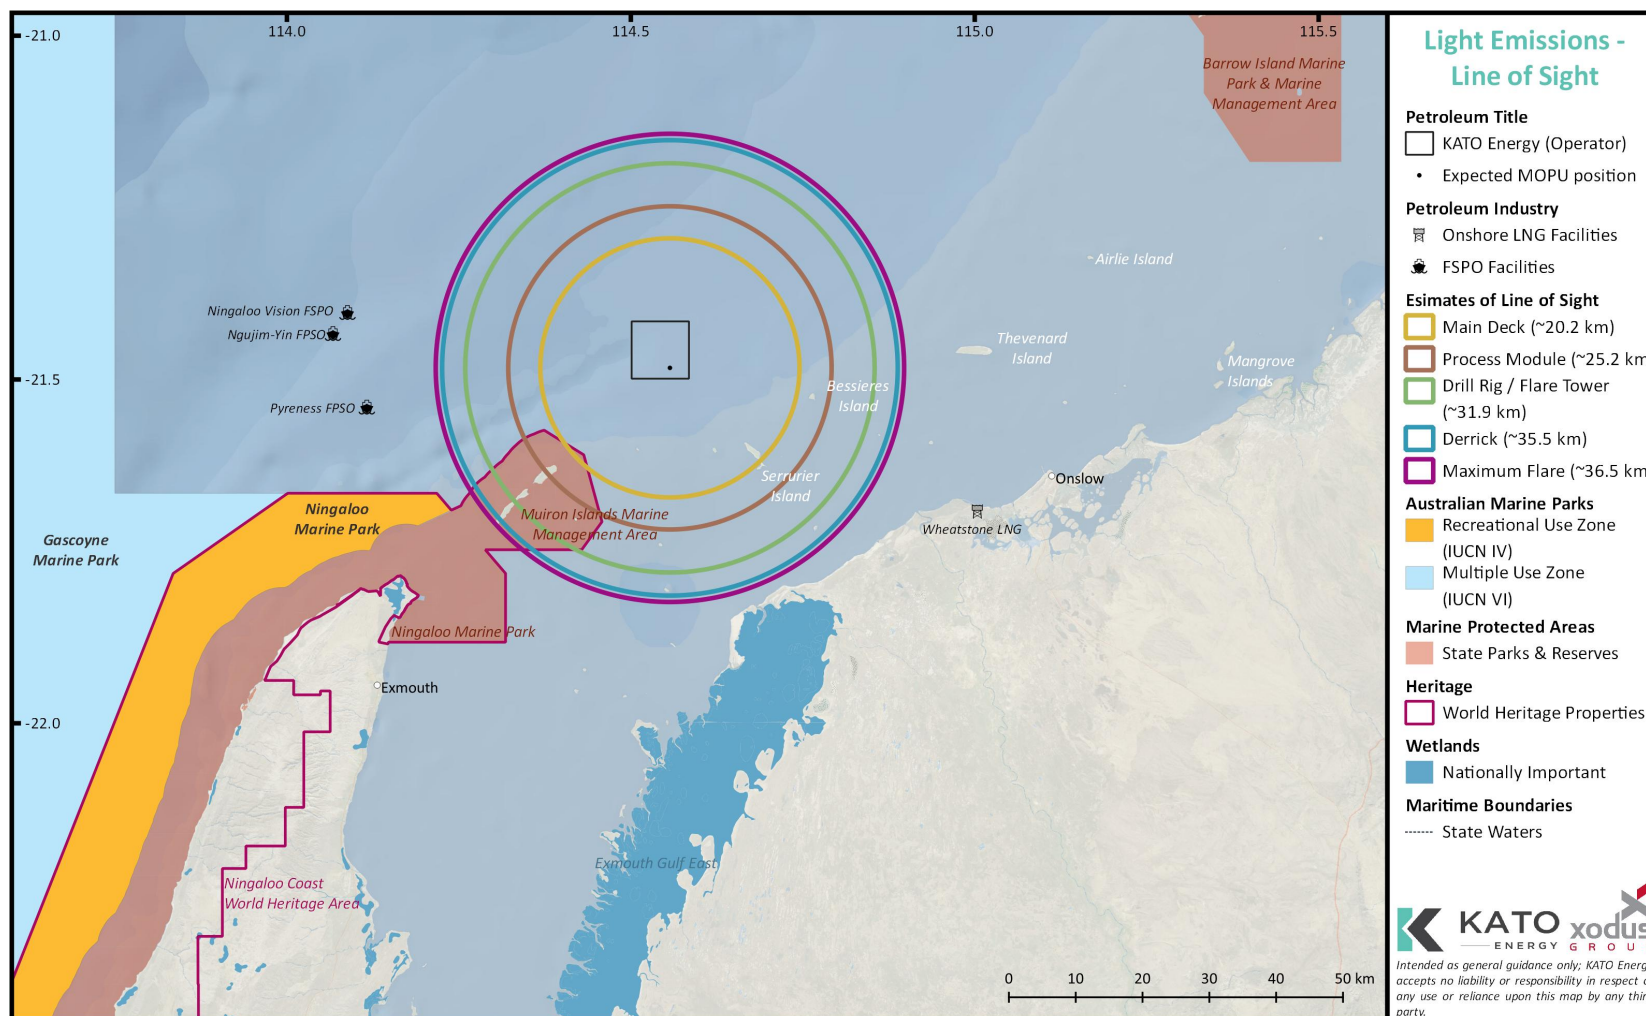 114.0
114.5
115.0
115.5
-21.0
-21.5
-22.0
Barrow Island Marine
Park & Marine
Management Area
Airlie Island
Ningaloo Vision FSPO
Ngujim-Yin FPSO
Pyreness FPSO
Thevenard
Island
Mangrove
Islands
Bessieres
Island
Serrurier
Island
Onslow
Wheatstone LNG
Muiron Islands Marine
Management Area
Ningaloo
Marine Park
Gascoyne
Marine Park
Ningaloo Marine Park
Exmouth
Exmouth Gulf East
Ningaloo Coast
World Heritage Area
0 10 20 30 40 50 km
Light Emissions -
Line of Sight
Petroleum Title
KATO Energy (Operator)
Expected MOPU position
Petroleum Industry
Onshore LNG Facilities
FSPO Facilities
Esimates of Line of Sight
Main Deck (~20.2 km)
Process Module (~25.2 km
Drill Rig / Flare Tower
(~31.9 km)
Derrick (~35.5 km)
Maximum Flare (~36.5 km
Australian Marine Parks
Recreational Use Zone
(IUCN IV)
Multiple Use Zone
(IUCN VI)
Marine Protected Areas
State Parks & Reserves
Heritage
World Heritage Properties
Wetlands
Nationally Important
Maritime Boundaries
State Waters
KATO
ENERGY
xodus
GROU
Intended as general guidance only; KATO Energ
accepts no liability or responsibility in respect
any use or reliance upon this map by any thir
party.